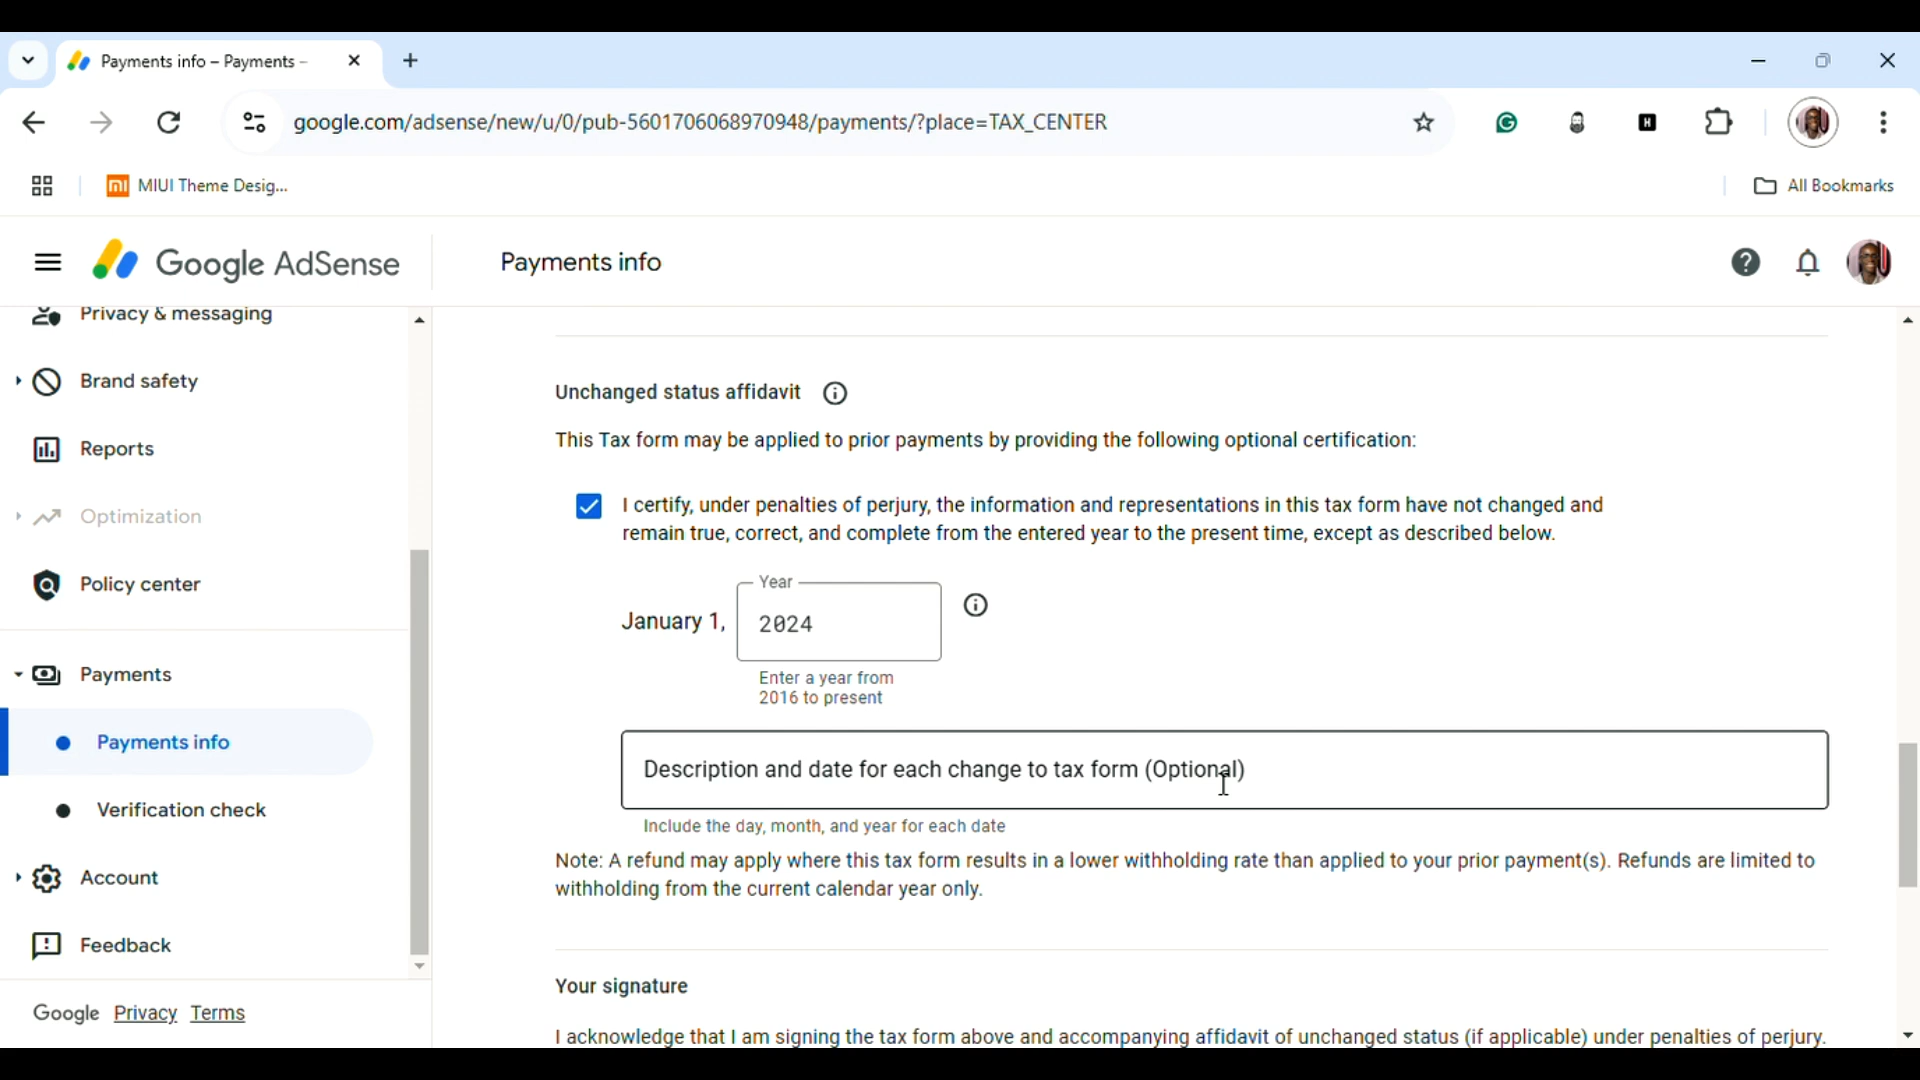 Payments info – Payments –
google.com/adsense/new/u/0/pub-5601706068970948/payments/?place=TAX_CENTER
MIUI Theme Desig...
All Bookmarks
Google AdSense
Payments info
Privacy & messaging
Brand safety
Reports
Optimization
Policy center
Payments
Payments info
Verification check
Account
Feedback
Google Privacy Terms
Unchanged status affidavit
This Tax form may be applied to prior payments by providing the following optional certification:
I certify, under penalties of perjury, the information and representations in this tax form have not changed and
remain true, correct, and complete from the entered year to the present time, except as described below.
Year
January 1, 2024
Enter a year from
2016 to present
Description and date for each change to tax form (Optional)
Include the day, month, and year for each date
Note: A refund may apply where this tax form results in a lower withholding rate than applied to your prior payment(s). Refunds are limited to
withholding from the current calendar year only.
Your signature
I acknowledge that I am signing the tax form above and accompanying affidavit of unchanged status (if applicable) under penalties of perjury.